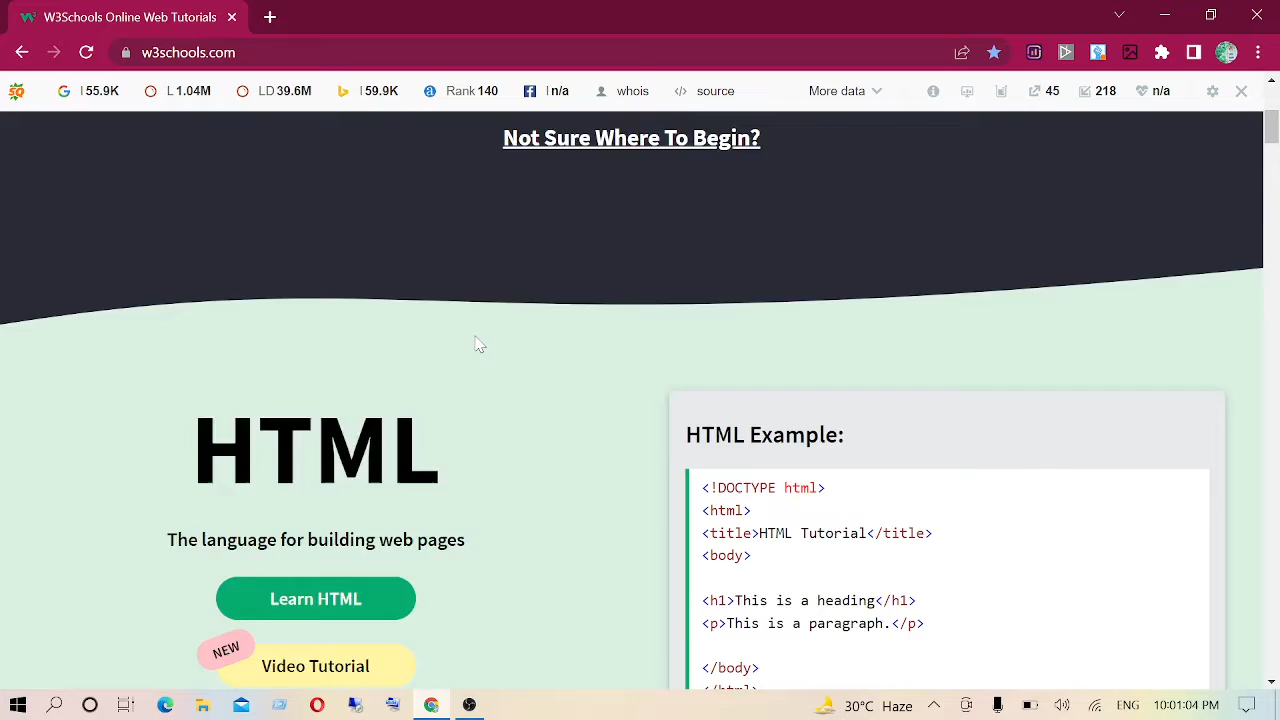 W3Schools Online Web Tutorials
w3schools.com
SQ I 55.9K L 1.04M LD 39.6M I 59.9K a Rank 140 I n/a whois source More data 45 218 n/a
Not Sure Where To Begin?
HTML
The language for building web pages
Learn HTML
NEW
Video Tutorial
HTML Example:
<!DOCTYPE html>
<html>
<title>HTML Tutorial</title>
<body>
<h1>This is a heading</h1>
<p>This is a paragraph.</p>
</body>
</html>
30°C Haze ENG 10:01:04 PM